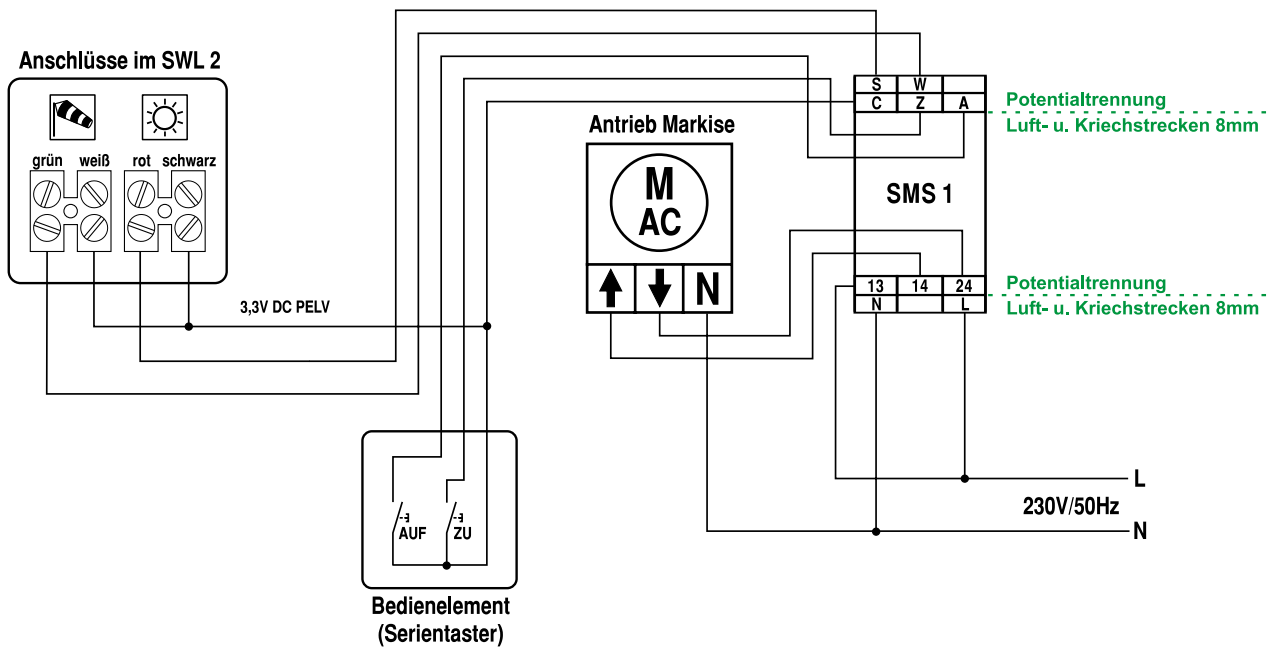 Anschlüsse im SWL 2
grün weiß rot schwarz
3,3V DC PELV
Antrieb Markise
M
AC
N
S W
C Z A
SMS 1
13 14 24
N L
Potentialtrennung
Luft- u. Kriechstrecken 8mm
Potentialtrennung
Luft- u. Kriechstrecken 8mm
L
230V/50Hz
N
AUF ZU
Bedienelement
(Serientaster)